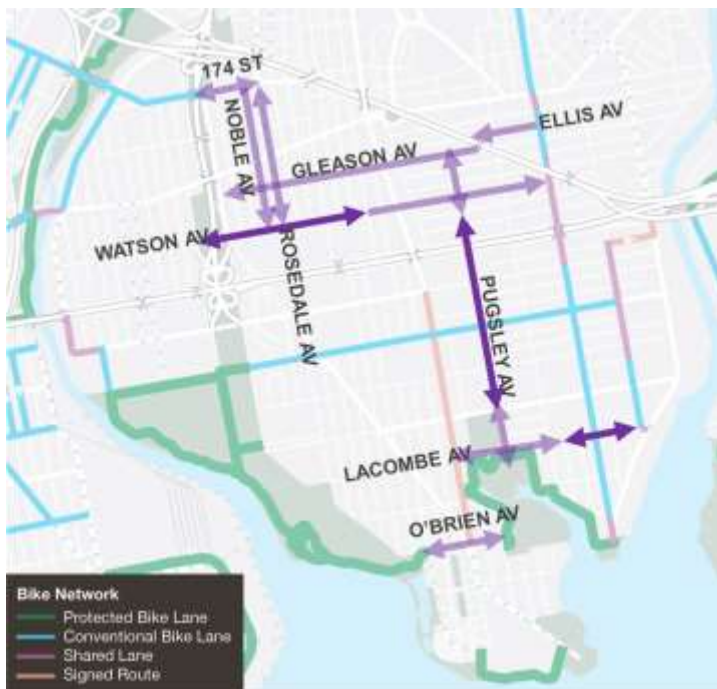 174 ST
NOBLE AV
ELLIS AV
GLEASON AV
WATSON AV
ROSEDALE AV
PUGSLEY AV
LACOMBE AV
O'BRIEN AV
Bike Network
Protected Bike Lane
Conventional Bike Lane
Shared Lane
Signed Route